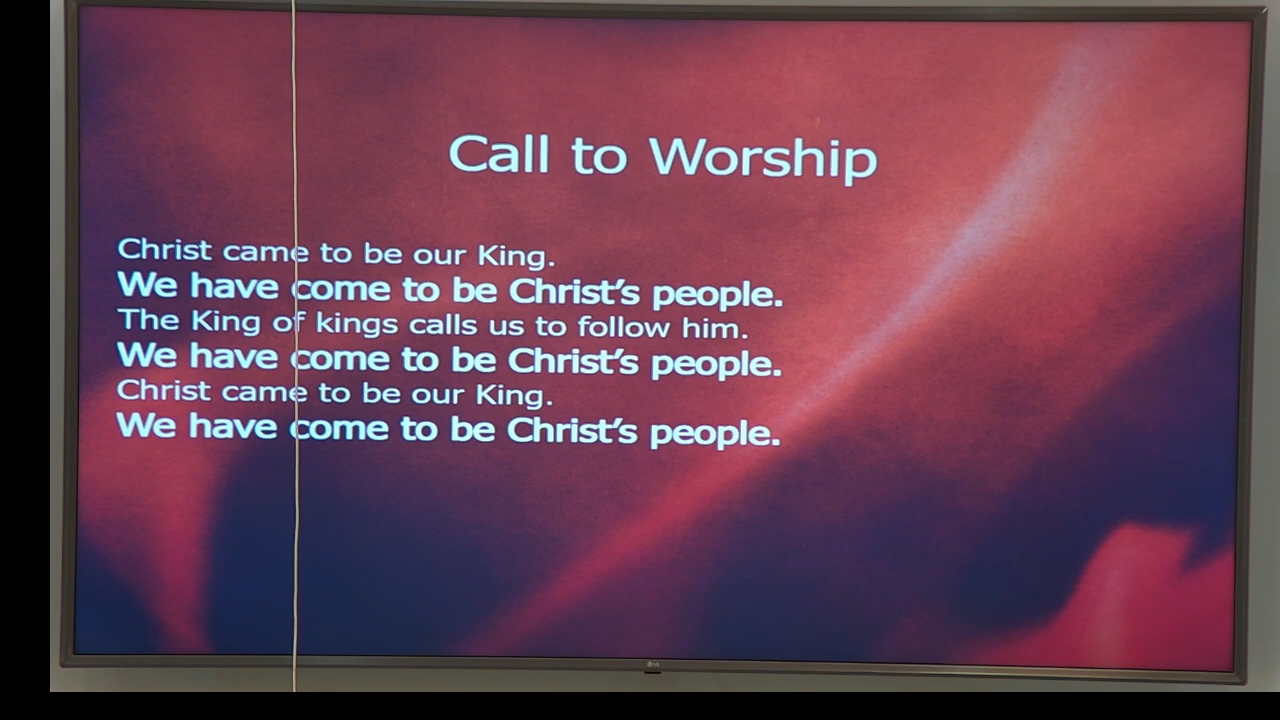 Call to Worship
Christ came to be our King.
We have come to be Christ's people.
The King of kings calls us to follow him.
We have come to be Christ's people.
Christ came to be our King.
We have come to be Christ's people.
LG